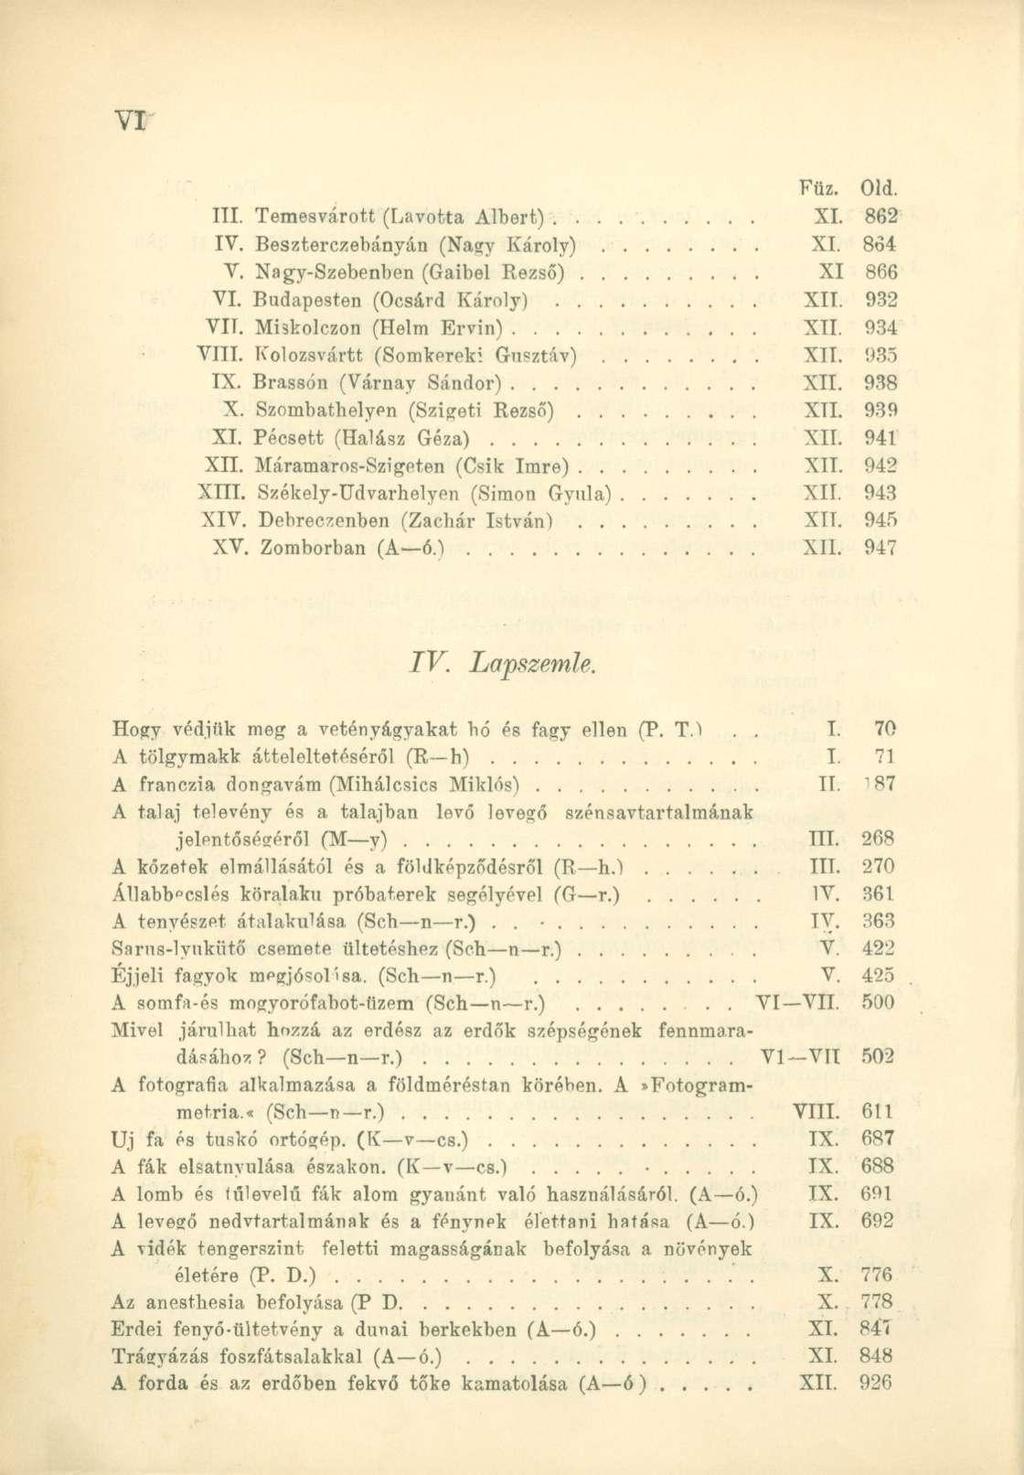 VI
Füz. Old.
III. Temesvárott (Lavotta Albert) . . . . . . . . . . XI. 862
IV. Beszterczebányán (Nagy Károly) . . . . . . . . XI. 864
V. Nagy-Szebenben (Gaibel Rezső) . . . . . . . . . XI 866
VI. Budapesten (Ocsárd Károly) . . . . . . . . . . XII. 932
VII. Miskolczon (Helm Ervin) . . . . . . . . . . . XII. 934
VIII. Kolozsvártt (Somkereki Gusztáv) . . . . . . . . XII. 935
IX. Brassón (Várnay Sándor) . . . . . . . . . . . XII. 938
X. Szombathelyen (Szigeti Rezső) . . . . . . . . . XII. 939
XI. Pécsett (Halász Géza) . . . . . . . . . . . . XII. 941
XII. Máramaros-Szigeten (Csik Imre) . . . . . . . . . XII. 942
XIII. Székely-Udvarhelyen (Simon Gyula) . . . . . . . XII. 943
XIV. Debreczenben (Zachár István) . . . . . . . . . XII. 945
XV. Zomborban (A—ó.) . . . . . . . . . . . . . XII. 947
IV. Lapszemle.
Hogy védjük meg a vetényágyakat hó és fagy ellen (P. T.) . . I. 70
A tölgymakk átteleltetéséről (R—h) . . . . . . . . . . . . I. 71
A franczia dongavám (Mihálcsics Miklós) . . . . . . . . . . . II. 187
A talaj televény és a talajban levő levegő szénsavtartalmának
jelentőségéről (M—y) . . . . . . . . . . . . . . . . III. 268
A kőzetek elmállásától és a földképződésről (R—h.) . . . . . . III. 270
Állabbecslés köralaku próbaterek segélyével (G—r.) . . . . . . IV. 361
A tenyészet átalakulása (Sch—n—r.) . . . . . . . . . . . IV. 363
Sarus-lyukütő csemete ültetéshez (Sch—n—r.) . . . . . . . . V. 422
Éjjeli fagyok megjósolása. (Sch—n—r.) . . . . . . . . . . V. 425
A somfa-és mogyorófabot-üzem (Sch—n—r.) . . . . . . . VI—VII. 500
Mivel járulhat hozzá az erdész az erdők szépségének fennmara-
dásához? (Sch—n—r.) . . . . . . . . . . . . VI—VII 502
A fotografia alkalmazása a földméréstan körében. A »Fotogram-
metria.« (Sch—n—r.) . . . . . . . . . . . . . VIII. 611
Uj fa és tuskó ortógép. (K—v—cs.) . . . . . . . . . . . IX. 687
A fák elsatnyulása északon. (K—v—cs.) . . . . . . . . . . IX. 688
A lomb és tűlevelű fák alom gyanánt való használásáról. (A—ó.) IX. 691
A levegő nedvtartalmának és a fénynek élettani hatása (A—ó.) IX. 692
A vidék tengerszint feletti magasságának befolyása a növények
életére (P. D.) . . . . . . . . . . . . . . . X. 776
Az anesthesia befolyása (P D. . . . . . . . . . . . . . X. 778
Erdei fenyő-ültetvény a dunai berkekben (A—ó.) . . . . . . . XI. 847
Trágyázás foszfátsalakkal (A—ó.) . . . . . . . . . . . XI. 848
A forda és az erdőben fekvő tőke kamatolása (A—ó) . . . . . XII. 926